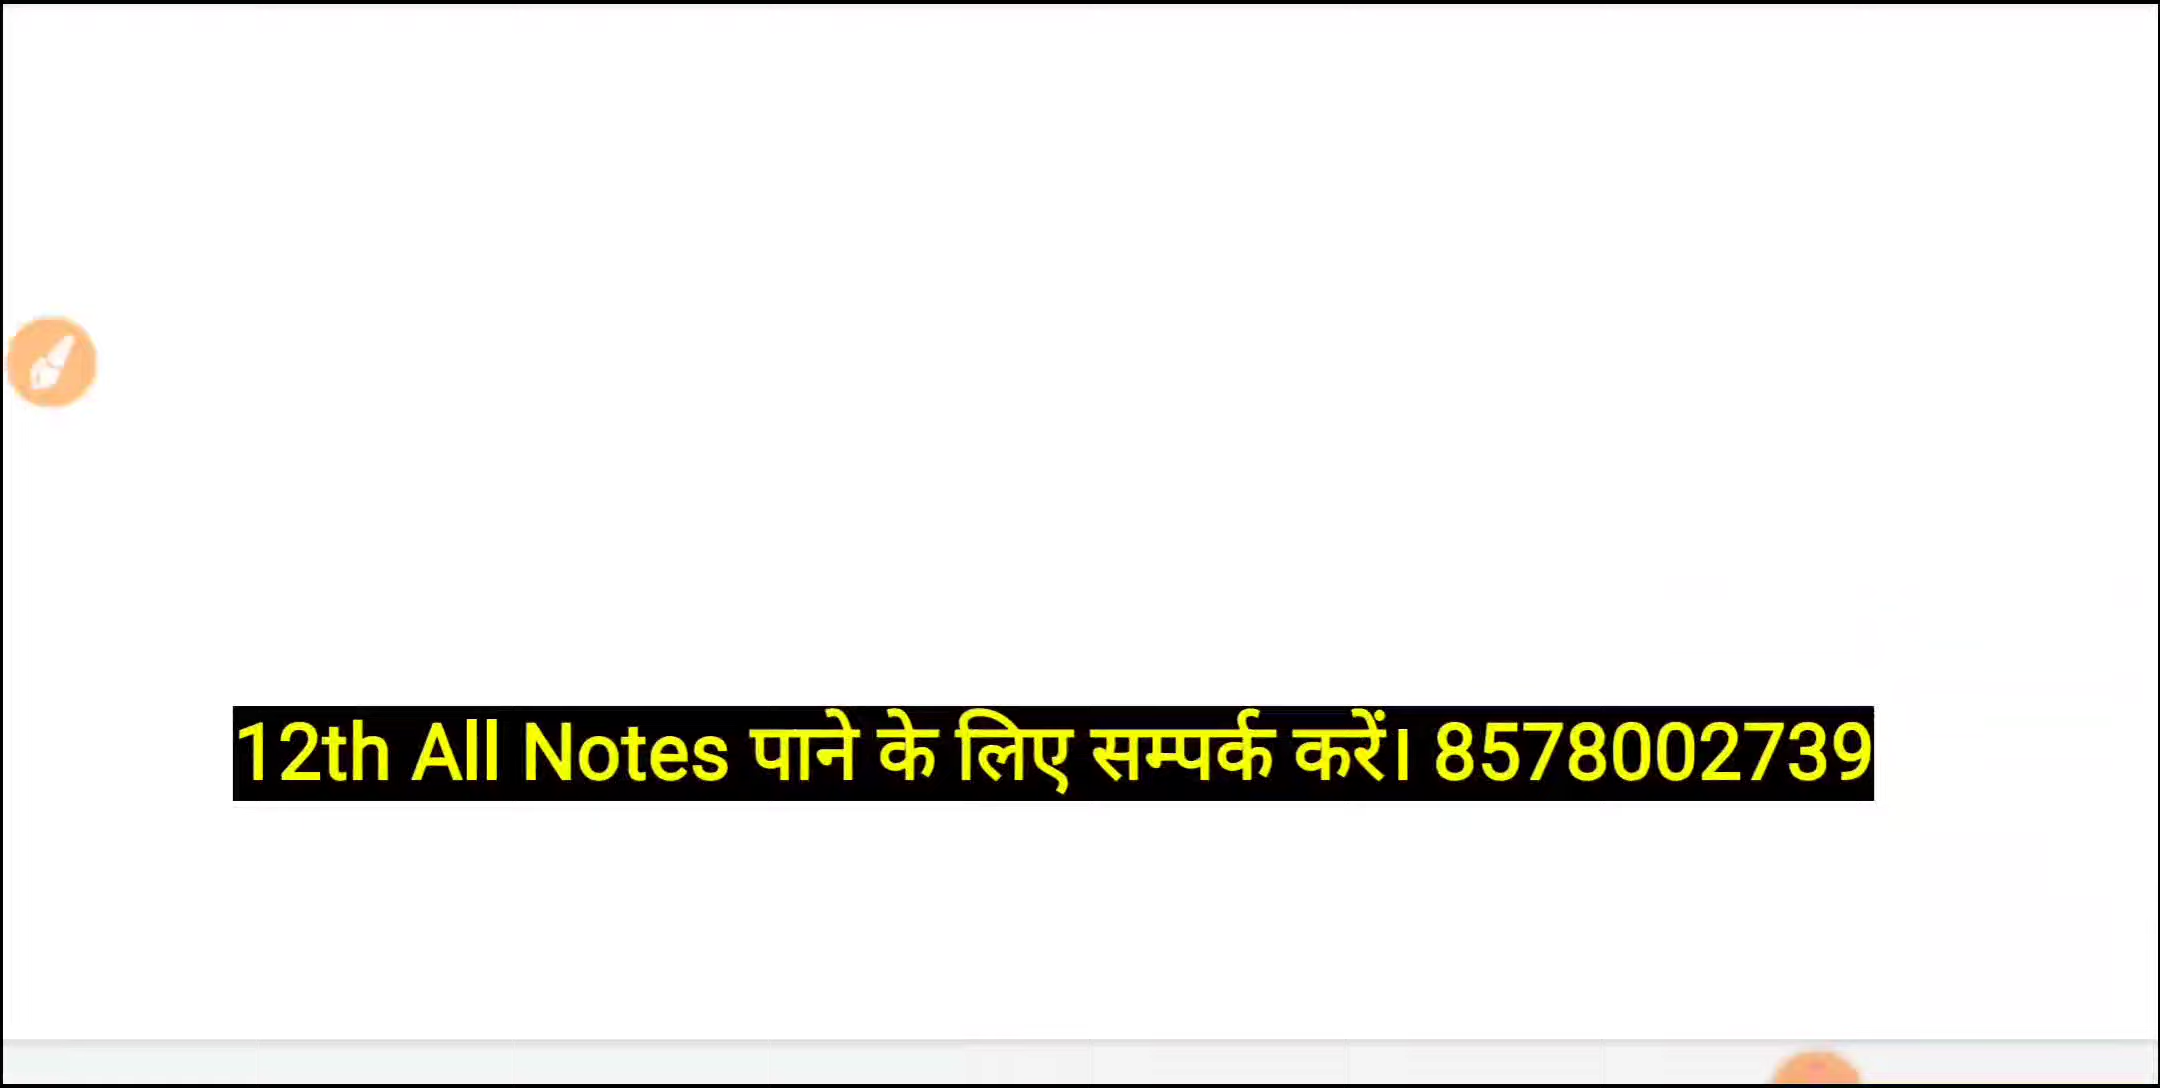 12th All Notes पाने के लिए सम्पर्क करें। 8578002739